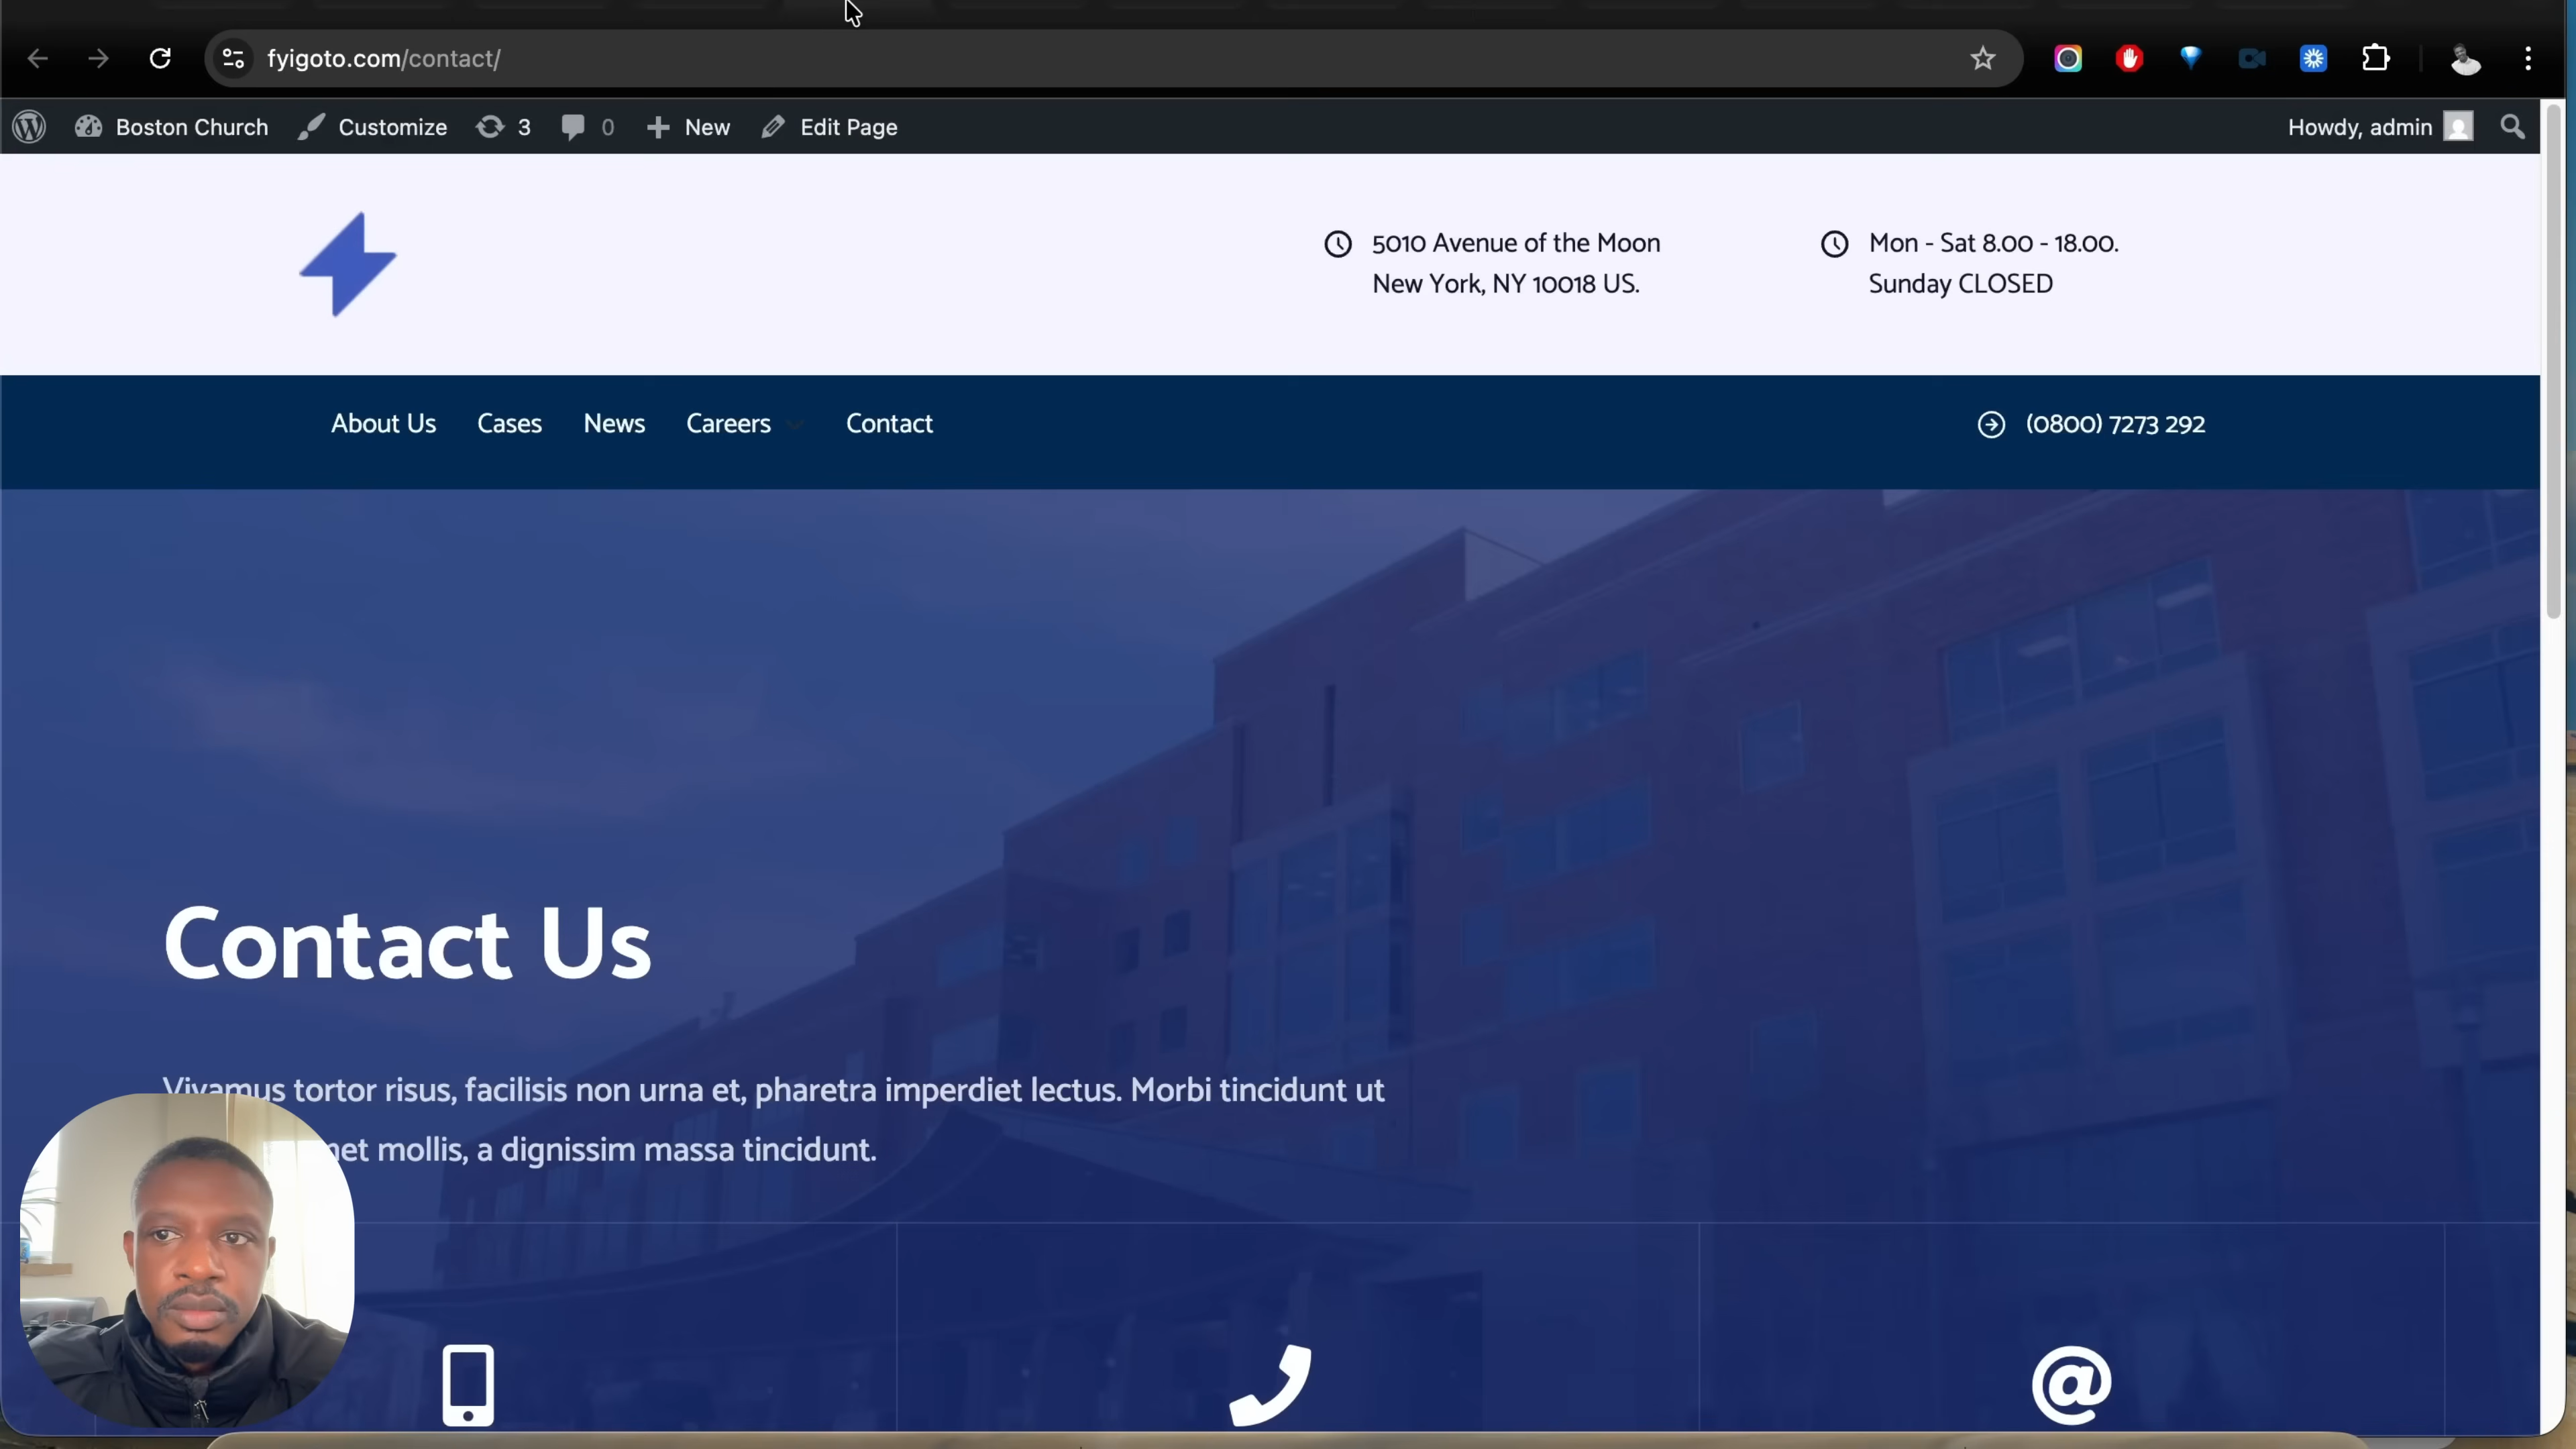 fyigoto.com/contact/
Boston Church Customize 3 0 New Edit Page Howdy, admin
5010 Avenue of the Moon
New York, NY 10018 US.
Mon - Sat 8.00 - 18.00.
Sunday CLOSED
About Us Cases News Careers Contact (0800) 7273 292
Contact Us
Vivamus tortor risus, facilisis non urna et, pharetra imperdiet lectus. Morbi tincidunt ut
mollis, a dignissim massa tincidunt.